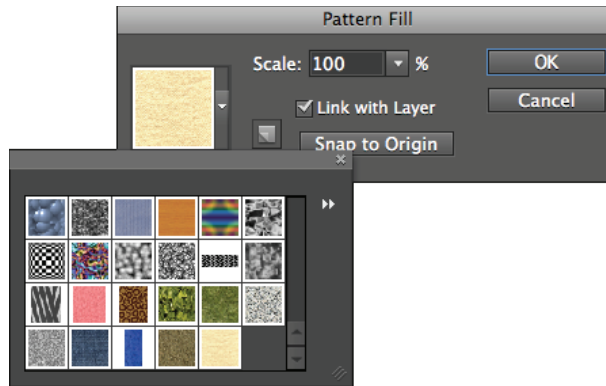 Pattern Fill
Scale: 100 %
OK
Link with Layer
Cancel
Snap to Origin